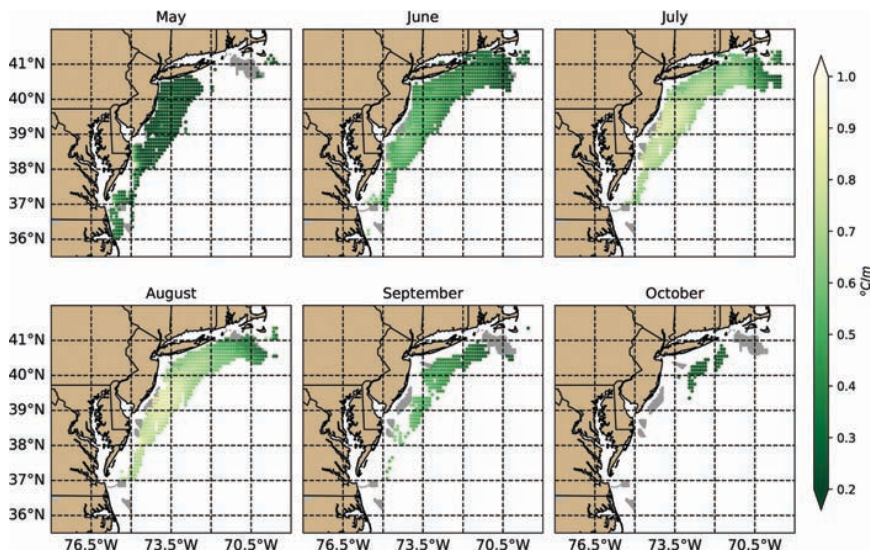 May
June
July
41°N
40°N
39°N
38°N
37°N
36°N
August
September
October
41°N
40°N
39°N
38°N
37°N
36°N
76.5°W
73.5°W
70.5°W
76.5°W
73.5°W
70.5°W
76.5°W
73.5°W
70.5°W
1.0
0.9
0.8
0.7
0.6
0.5
0.4
0.3
0.2
°C/m